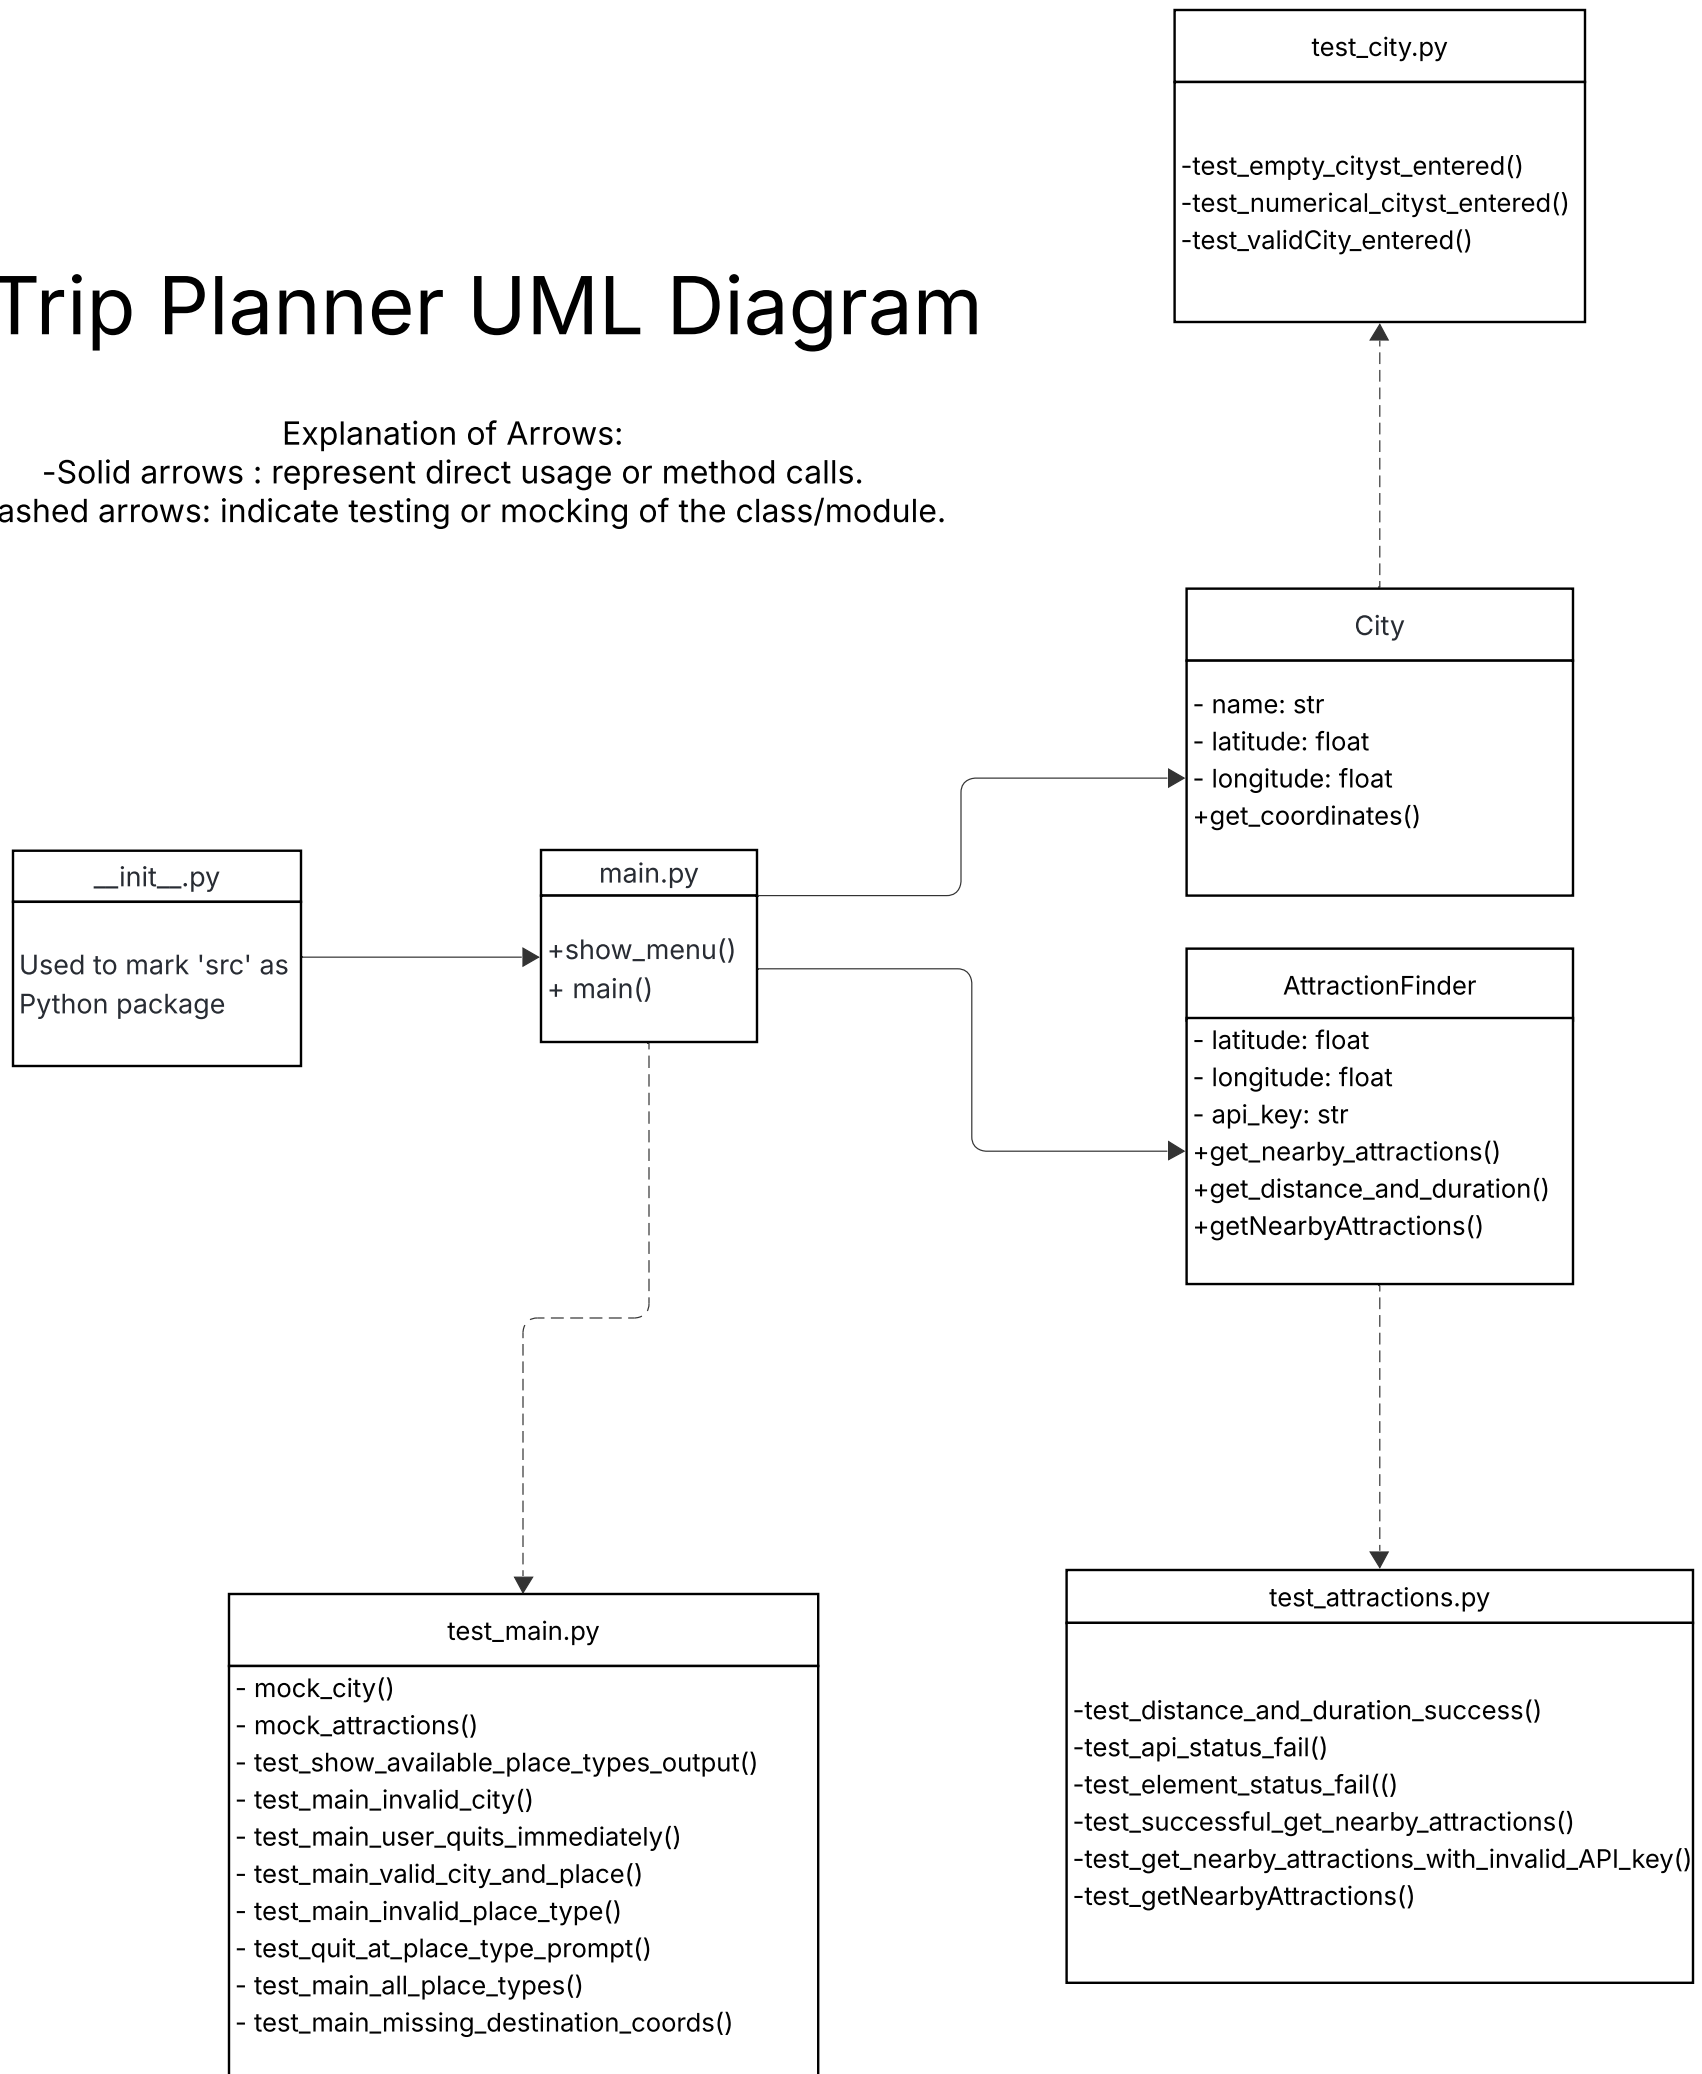 test_city.py
-test_empty_cityst_entered()
-test_numerical_cityst_entered()
-test_validCity_entered()
Trip Planner UML Diagram
Explanation of Arrows:
-Solid arrows : represent direct usage or method calls.
ashed arrows: indicate testing or mocking of the class/module.
City
- name: str
- latitude: float
- longitude: float
+get_coordinates()
__init__.py
Used to mark 'src' as
Python package
main.py
+show_menu()
+ main()
AttractionFinder
- latitude: float
- longitude: float
- api_key: str
+get_nearby_attractions()
+get_distance_and_duration()
+getNearbyAttractions()
test_main.py
- mock_city()
- mock_attractions()
- test_show_available_place_types_output()
- test_main_invalid_city()
- test_main_user_quits_immediately()
- test_main_valid_city_and_place()
- test_main_invalid_place_type()
- test_quit_at_place_type_prompt()
- test_main_all_place_types()
- test_main_missing_destination_coords()
test_attractions.py
-test_distance_and_duration_success()
-test_api_status_fail()
-test_element_status_fail(()
-test_successful_get_nearby_attractions()
-test_get_nearby_attractions_with_invalid_API_key()
-test_getNearbyAttractions()